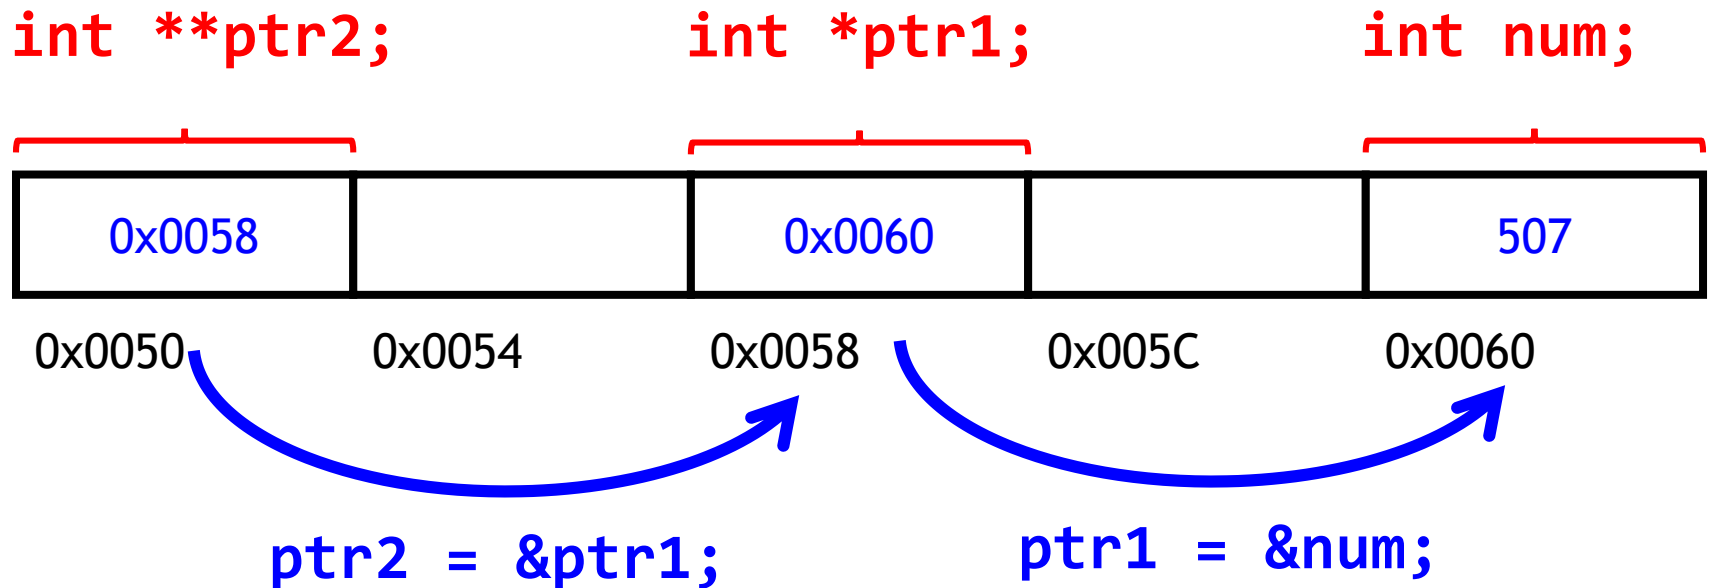 int **ptr2; int *ptr1; int num;
0x0058 0x0060 507
0x0050 0x0054 0x0058 0x005C 0x0060
ptr2 = &ptr1; ptr1 = &num;